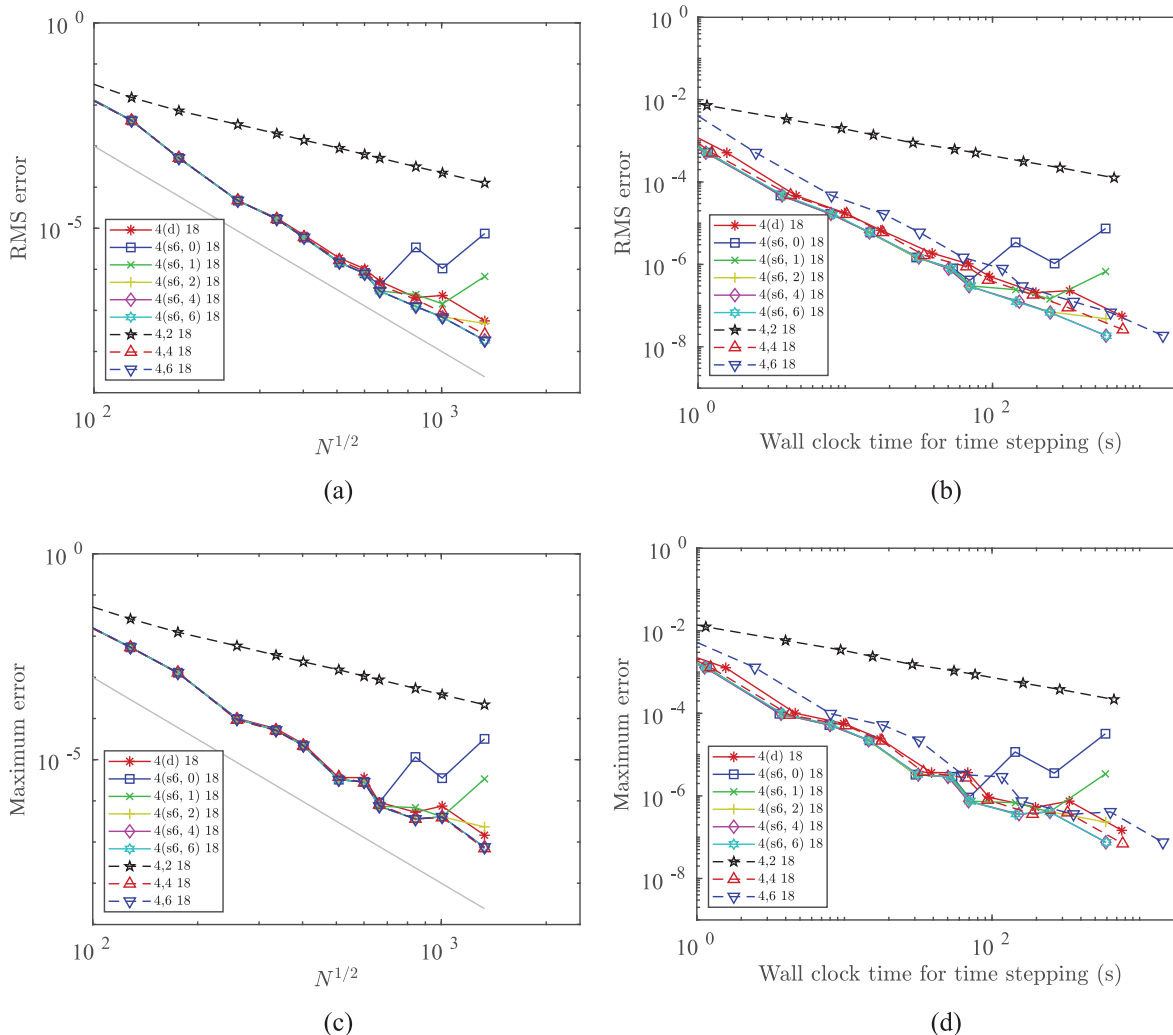 10^0
10^-5
RMS error
4(d) 18
4(s6, 0) 18
4(s6, 1) 18
4(s6, 2) 18
4(s6, 4) 18
4(s6, 6) 18
4,2 18
4,4 18
4,6 18
10^2
10^3
N^1/2
(a)
10^0
10^-2
10^-4
10^-6
10^-8
RMS error
4(d) 18
4(s6, 0) 18
4(s6, 1) 18
4(s6, 2) 18
4(s6, 4) 18
4(s6, 6) 18
4,2 18
4,4 18
4,6 18
10^0
10^2
Wall clock time for time stepping (s)
(b)
10^0
10^-5
Maximum error
4(d) 18
4(s6, 0) 18
4(s6, 1) 18
4(s6, 2) 18
4(s6, 4) 18
4(s6, 6) 18
4,2 18
4,4 18
4,6 18
10^2
10^3
N^1/2
(c)
10^0
10^-2
10^-4
10^-6
10^-8
Maximum error
4(d) 18
4(s6, 0) 18
4(s6, 1) 18
4(s6, 2) 18
4(s6, 4) 18
4(s6, 6) 18
4,2 18
4,4 18
4,6 18
10^0
10^2
Wall clock time for time stepping (s)
(d)